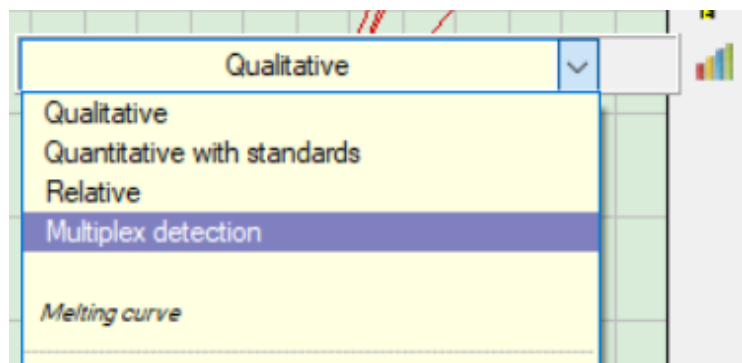 Qualitative
Qualitative
Quantitative with standards
Relative
Multiplex detection
Melting curve